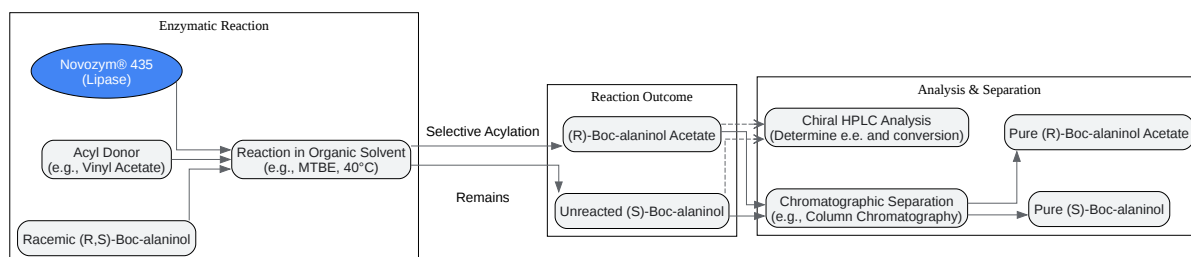 Enzymatic Reaction
Novozym® 435
(Lipase)
Acyl Donor
(e.g., Vinyl Acetate)
Racemic (R,S)-Boc-alaninol
Reaction in Organic Solvent
(e.g., MTBE, 40°C)
Selective Acylation
Remains
Reaction Outcome
(R)-Boc-alaninol Acetate
Unreacted (S)-Boc-alaninol
Analysis & Separation
Chiral HPLC Analysis
(Determine e.e. and conversion)
Chromatographic Separation
(e.g., Column Chromatography)
Pure (R)-Boc-alaninol Acetate
Pure (S)-Boc-alaninol